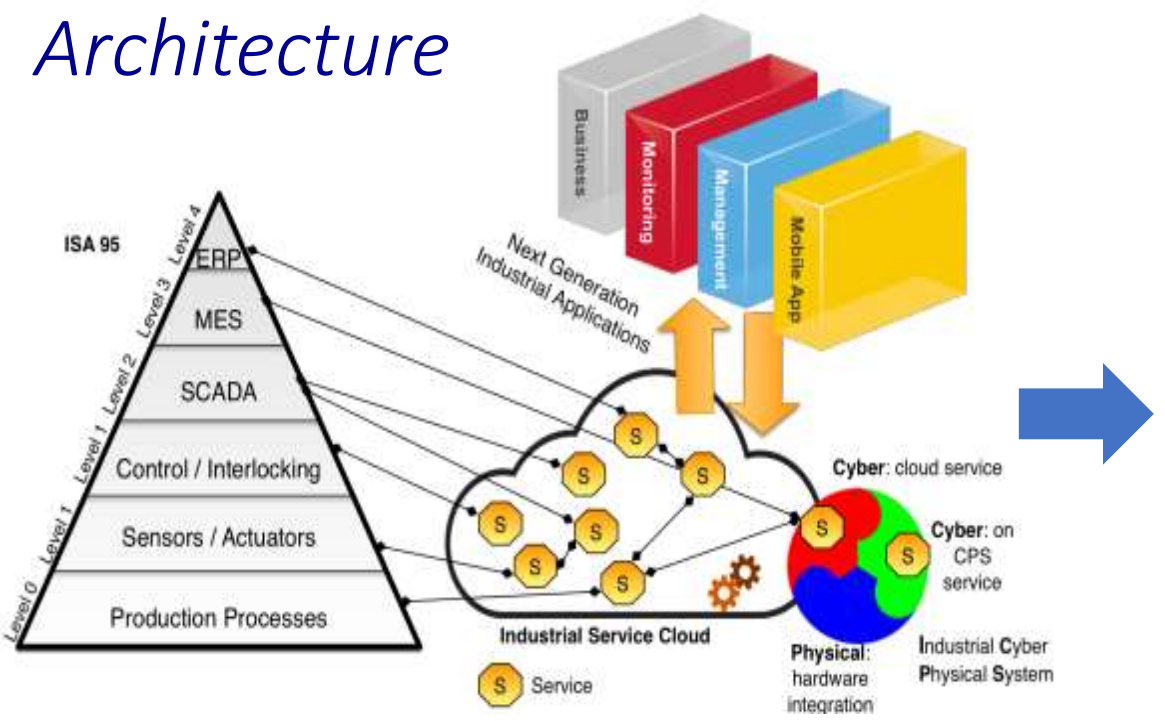 Architecture
ISA 95
Level 4
Level 3
Level 2
Level 1
Level 1
Level 0
ERP
MES
SCADA
Control / Interlocking
Sensors / Actuators
Production Processes
Business
Monitoring
Management
Mobile App
Next Generation
Industrial Applications
S
S
S
S
S
S
S
S
S
Industrial Service Cloud
S
Service
Cyber: cloud service
Cyber: on
CPS
service
Physical:
hardware
integration
Industrial Cyber
Physical System